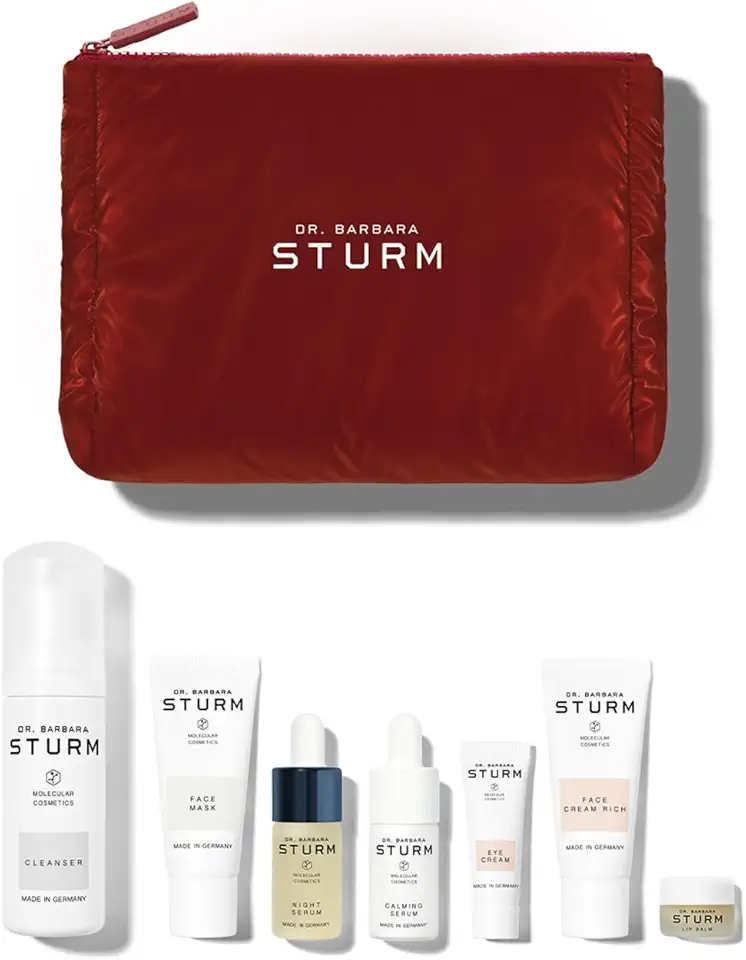 STURM
DR. BARBARA
STURM
DR. BARBARA
STURM
MOLECULAR
COSMETICS
CLEANSER
MADE IN GERMANY
DR. BARBARA
STURM
MOLECULAR
COSMETICS
FACE
MASK
MADE IN GERMANY
DR. BARBARA
STURM
MOLECULAR
COSMETICS
NIGHT
SERUM
MADE IN GERMANY
DR. BARBARA
STURM
MOLECULAR
COSMETICS
CALMING
SERUM
MADE IN GERMANY
DR. BARBARA
STURM
MOLECULAR
COSMETICS
EYE
CREAM
MADE IN GERMANY
DR. BARBARA
STURM
MOLECULAR
COSMETICS
FACE
CREAM RICH
MADE IN GERMANY
DR. BARBARA
STURM
LIP BALM